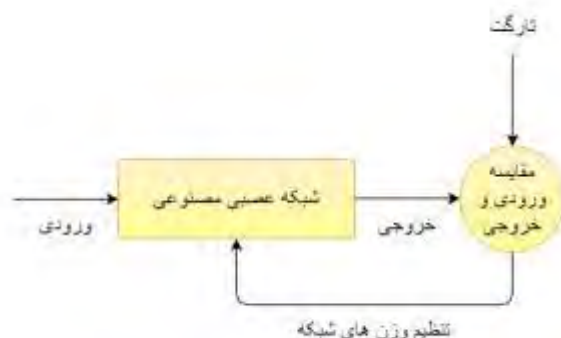 تارگت
مقایسه
ورودی و
خروجی
شبکه عصبی مصنوعی
خروجی
ورودی
تنظیم وزن های شبکه